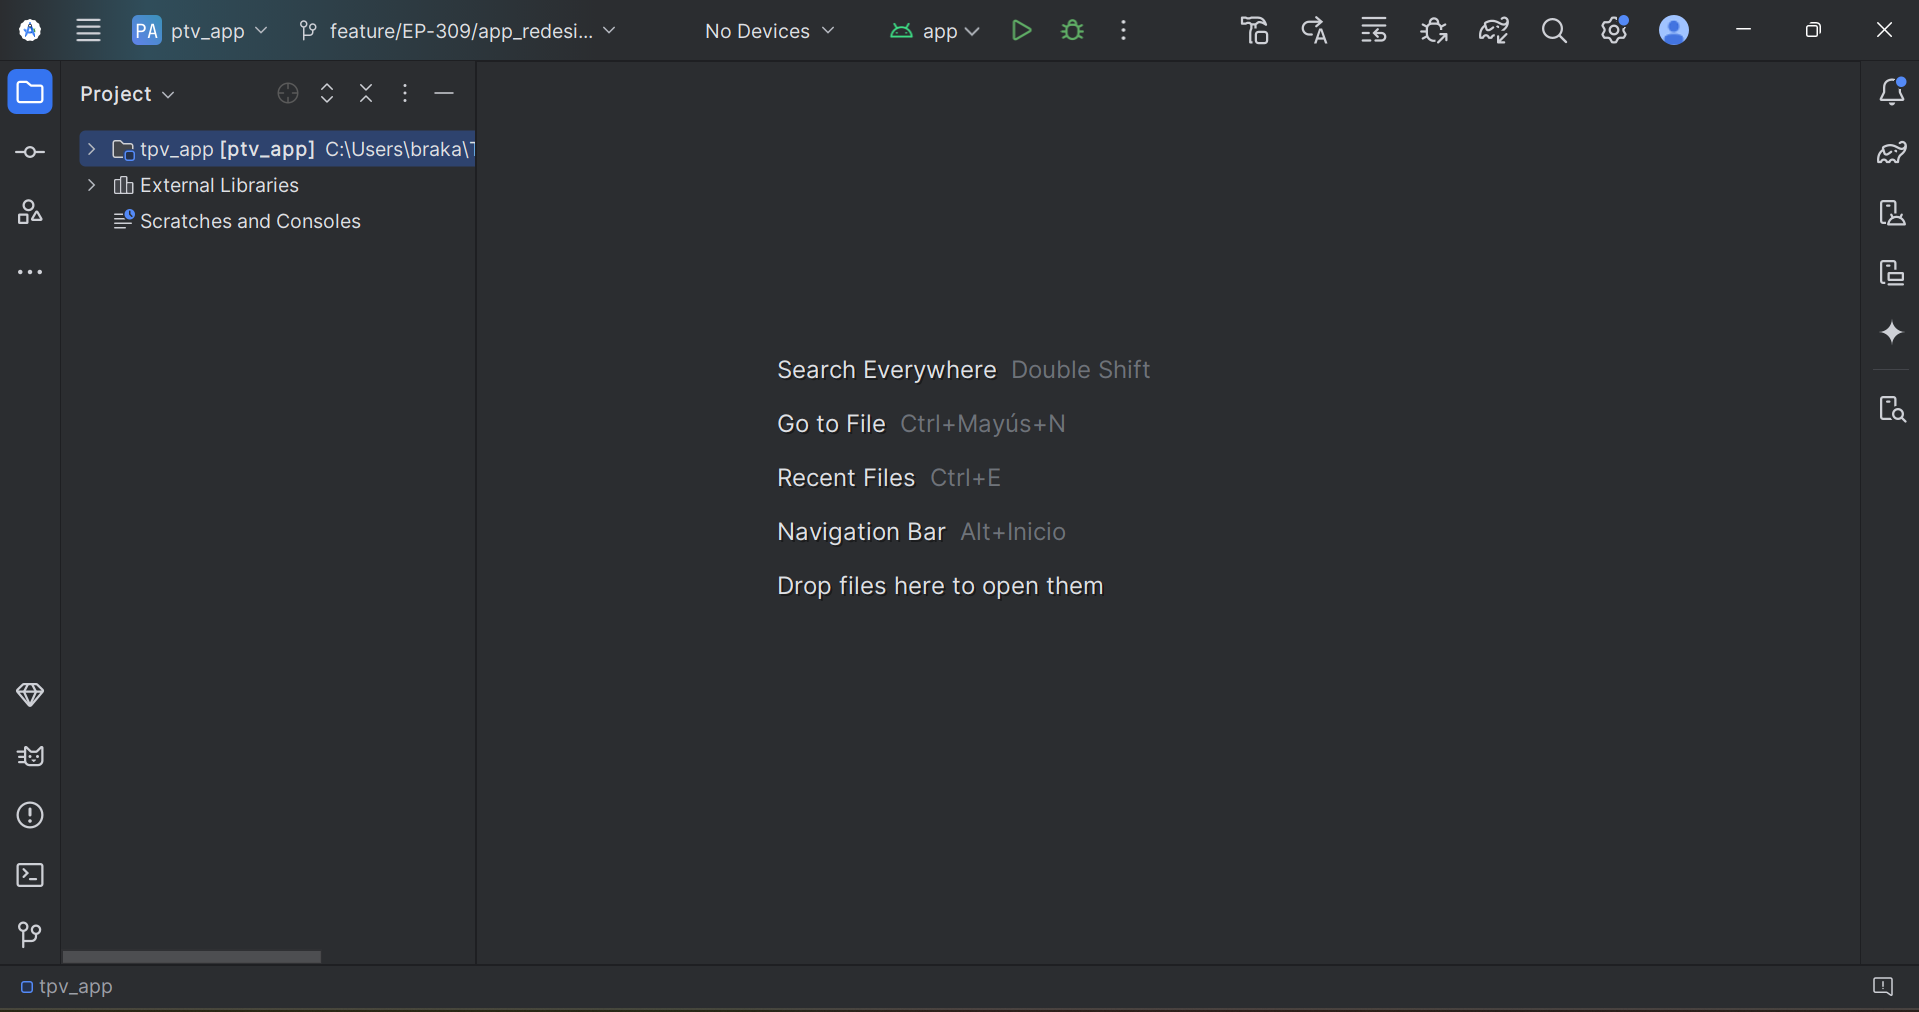 PA ptv_app feature/EP-309/app_redesi... No Devices app
Project
tpv_app [ptv_app] C:\Users\braka\
External Libraries
Scratches and Consoles
Search Everywhere Double Shift
Go to File Ctrl+Mayús+N
Recent Files Ctrl+E
Navigation Bar Alt+Inicio
Drop files here to open them
tpv_app